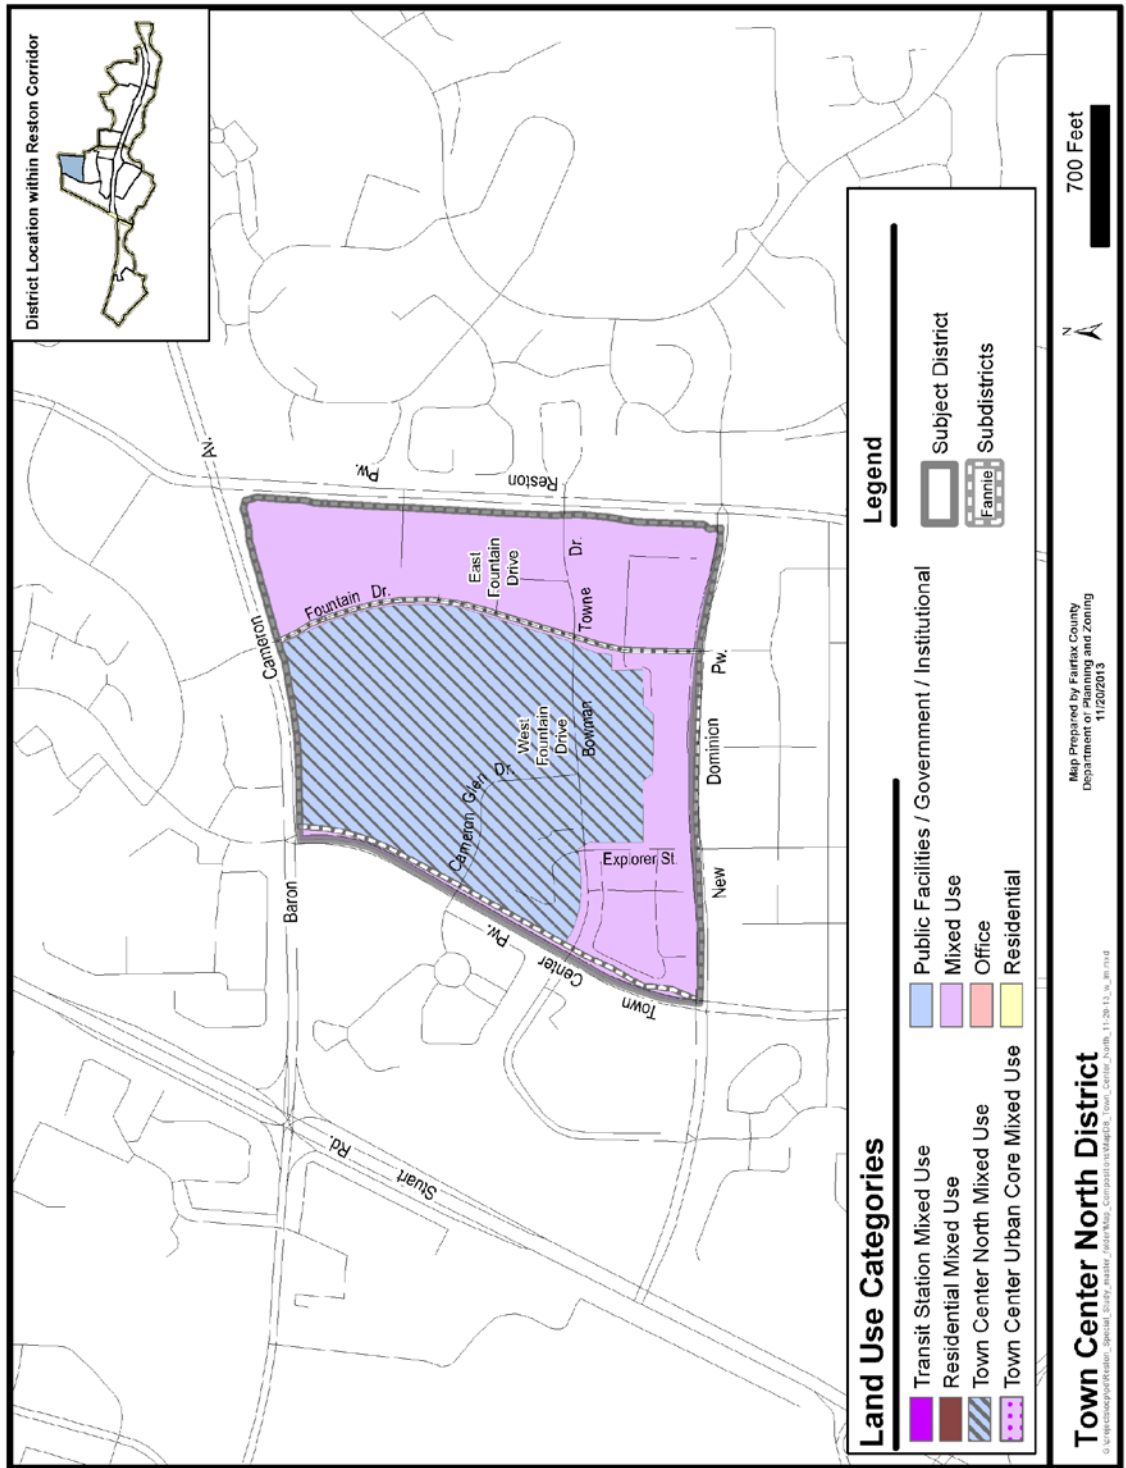 District Location within Reston Corridor
Av.
Pw.
Reston
Cameron
Fountain Dr.
East
Fountain
Drive
Dr.
Towne
West
Fountain
Drive
Bowman
Cameron Glen Dr.
Explorer St.
Baron
Pw.
Center
Town
New
Dominion
Pw.
Rd.
Stuart
Land Use Categories
Transit Station Mixed Use
Residential Mixed Use
Town Center North Mixed Use
Town Center Urban Core Mixed Use
Public Facilities / Government / Institutional
Mixed Use
Office
Residential
Legend
Subject District
Fannie
Subdistricts
Town Center North District
Map Prepared by Fairfax County
Department of Planning and Zoning
11/20/2013
N
700 Feet